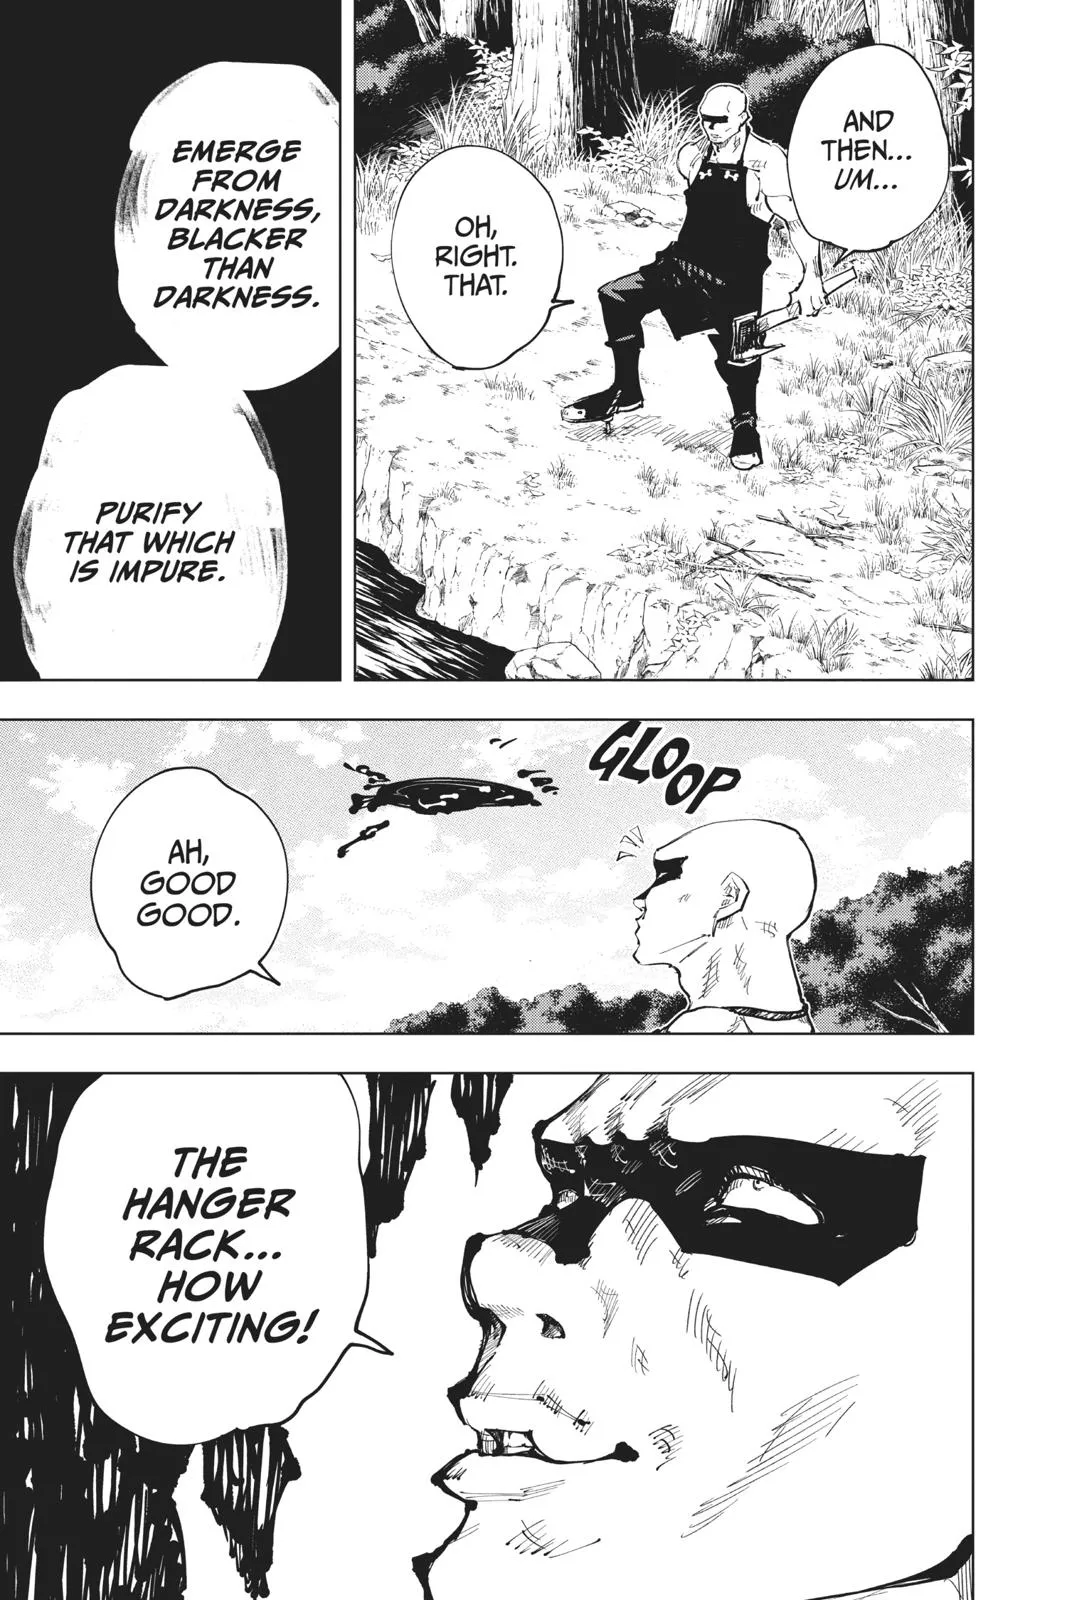 AND
THEN...
UM...
OH,
RIGHT.
THAT.
EMERGE
FROM
DARKNESS,
BLACKER
THAN
DARKNESS.
PURIFY
THAT WHICH
IS IMPURE.
GLOOP
AH,
GOOD
GOOD.
THE
HANGER
RACK...
HOW
EXCITING!